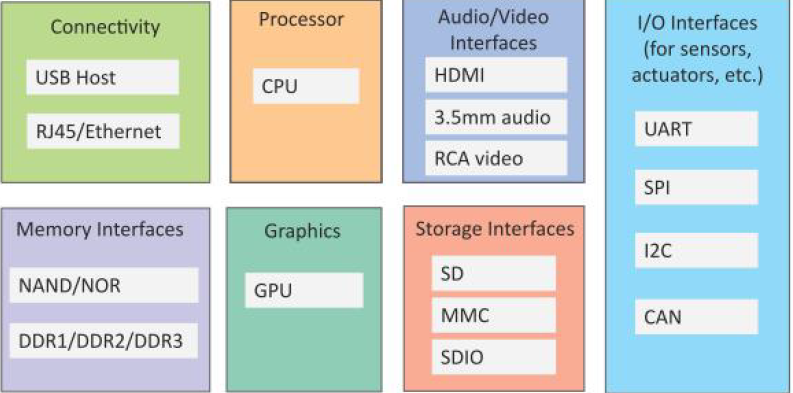 Connectivity
USB Host
RJ45/Ethernet
Processor
CPU
Audio/Video
Interfaces
HDMI
3.5mm audio
RCA video
I/O Interfaces
(for sensors,
actuators, etc.)
UART
SPI
I2C
CAN
Memory Interfaces
NAND/NOR
DDR1/DDR2/DDR3
Graphics
GPU
Storage Interfaces
SD
MMC
SDIO